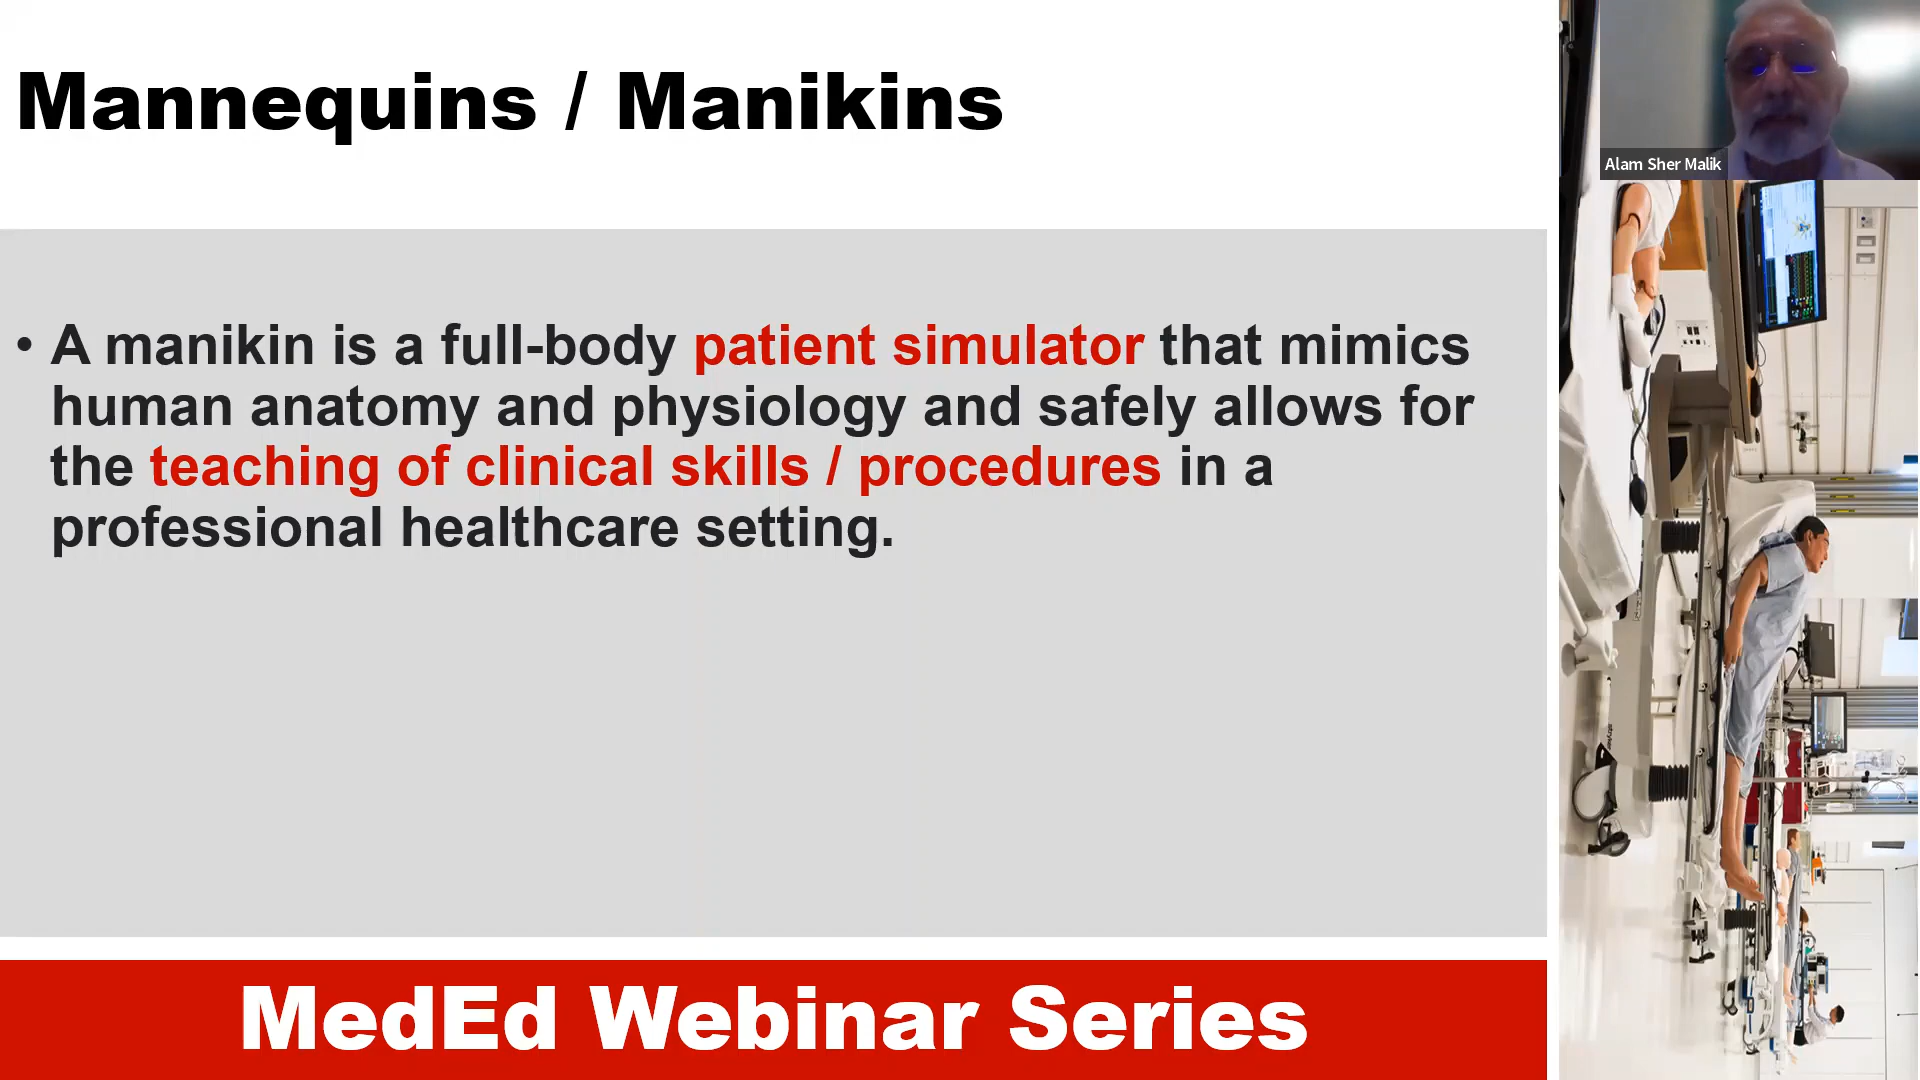 Mannequins / Manikins
Alam Sher Malik
• A manikin is a full-body patient simulator that mimics
human anatomy and physiology and safely allows for
the teaching of clinical skills / procedures in a
professional healthcare setting.
MedEd Webinar Series